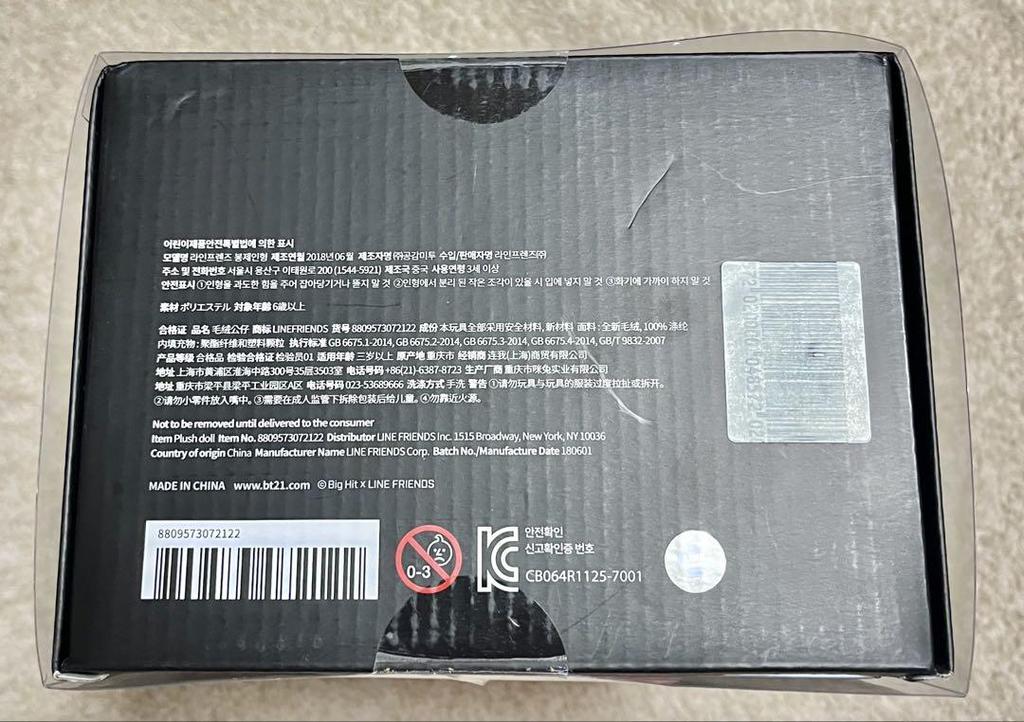 어린이제품안전특별법에 의한 표시
모델명 라인프렌즈 봉제인형 제조연월 2018년 06월 제조자명 ㈜공감미투 수입/판매자명 라인프렌즈㈜
주소 및 전화번호 서울시 용산구 이태원로 200 (1544-5921) 제조국 중국 사용연령 3세 이상
안전표시 ①인형을 과도한 힘을 주어 잡아당기거나 뜯지 말 것 ②인형에서 분리 된 작은 조각이 있을 시 입에 넣지 말 것 ③화기에 가까이 하지 말 것
素材 ポリエステル 対象年齢 6歳以上
合格证 品名 毛绒公仔 商标 LINEFRIENDS 货号 8809573072122 成份 本玩具全部采用安全材料, 新材料 面料 : 全新毛绒, 100% 涤纶
内填充物 : 聚酯纤维和塑料颗粒 执行标准 GB 6675.1-2014, GB 6675.2-2014, GB 6675.3-2014, GB 6675.4-2014, GB/T 9832-2007
产品等级 合格品 检验合格证 检验员01 适用年龄 三岁以上 原产地 重庆市 经销商 连我(上海)商贸有限公司
地址 上海市黄浦区淮海中路300号35层3503室 电话号码 +86(21)-6387-8723 生产厂商 重庆市咪兔实业有限公司
地址 重庆市梁平县梁平工业园区A区 电话号码 023-53689666 洗涤方式 手洗 警告 ①请勿玩具与玩具的服装过度拉扯或拆开。
②请勿小零件放入嘴中。③需要在成人监管下拆除包装后给儿童。④勿靠近火源。
Not to be removed until delivered to the consumer
Item Plush doll Item No. 8809573072122 Distributor LINE FRIENDS Inc. 1515 Broadway, New York, NY 10036
Country of origin China Manufacturer Name LINE FRIENDS Corp. Batch No./Manufacture Date 180601
MADE IN CHINA www.bt21.com ©Big Hit x LINE FRIENDS
8809573072122
0-3
안전확인
신고확인증 번호
CB064R1125-7001